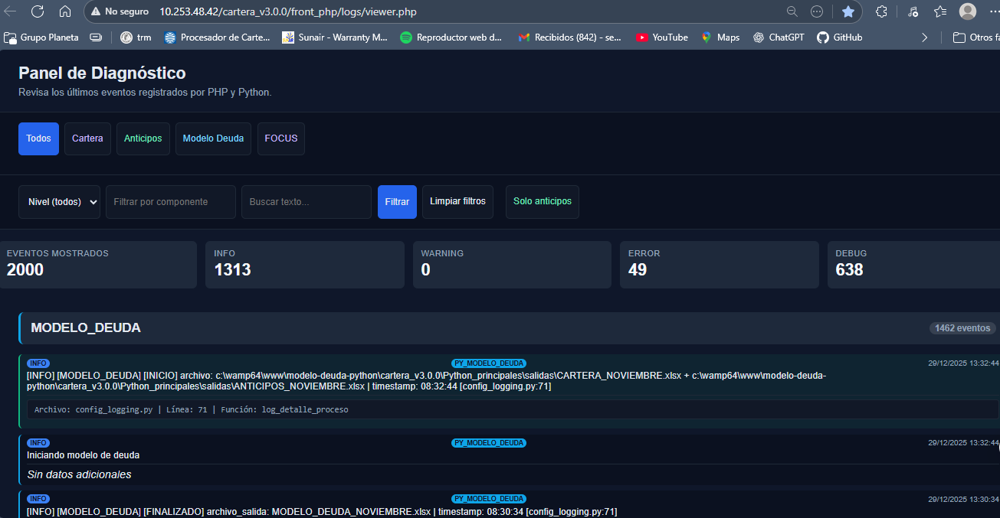 No seguro
10.253.48.42/cartera_v3.0.0/front_php/logs/viewer.php
Grupo Planeta
trm
Procesador de Carte...
Sunair - Warranty M...
Reproductor web d...
Recibidos (842) - se...
YouTube
Maps
ChatGPT
GitHub
Otros fa
Panel de Diagnóstico
Revisa los últimos eventos registrados por PHP y Python.
Todos
Cartera
Anticipos
Modelo Deuda
FOCUS
Nivel (todos)
Filtrar por componente
Buscar texto...
Filtrar
Limpiar filtros
Solo anticipos
EVENTOS MOSTRADOS
2000
INFO
1313
WARNING
0
ERROR
49
DEBUG
638
MODELO_DEUDA
1462 eventos
INFO
PY_MODELO_DEUDA
29/12/2025 13:32:44
[INFO] [MODELO_DEUDA] [INICIO] archivo: c:\wamp64\www\modelo-deuda-python\cartera_v3.0.0\Python_principales\salidas\CARTERA_NOVIEMBRE.xlsx + c:\wamp64\www\modelo-deuda-
python\cartera_v3.0.0\Python_principales\salidas\ANTICIPOS_NOVIEMBRE.xlsx | timestamp: 08:32:44 [config_logging.py:71]
Archivo: config_logging.py | Línea: 71 | Función: log_detalle_proceso
INFO
PY_MODELO_DEUDA
29/12/2025 13:32:44
Iniciando modelo de deuda
Sin datos adicionales
INFO
PY_MODELO_DEUDA
29/12/2025 13:30:34
[INFO] [MODELO_DEUDA] [FINALIZADO] archivo_salida: MODELO_DEUDA_NOVIEMBRE.xlsx | timestamp: 08:30:34 [config_logging.py:71]